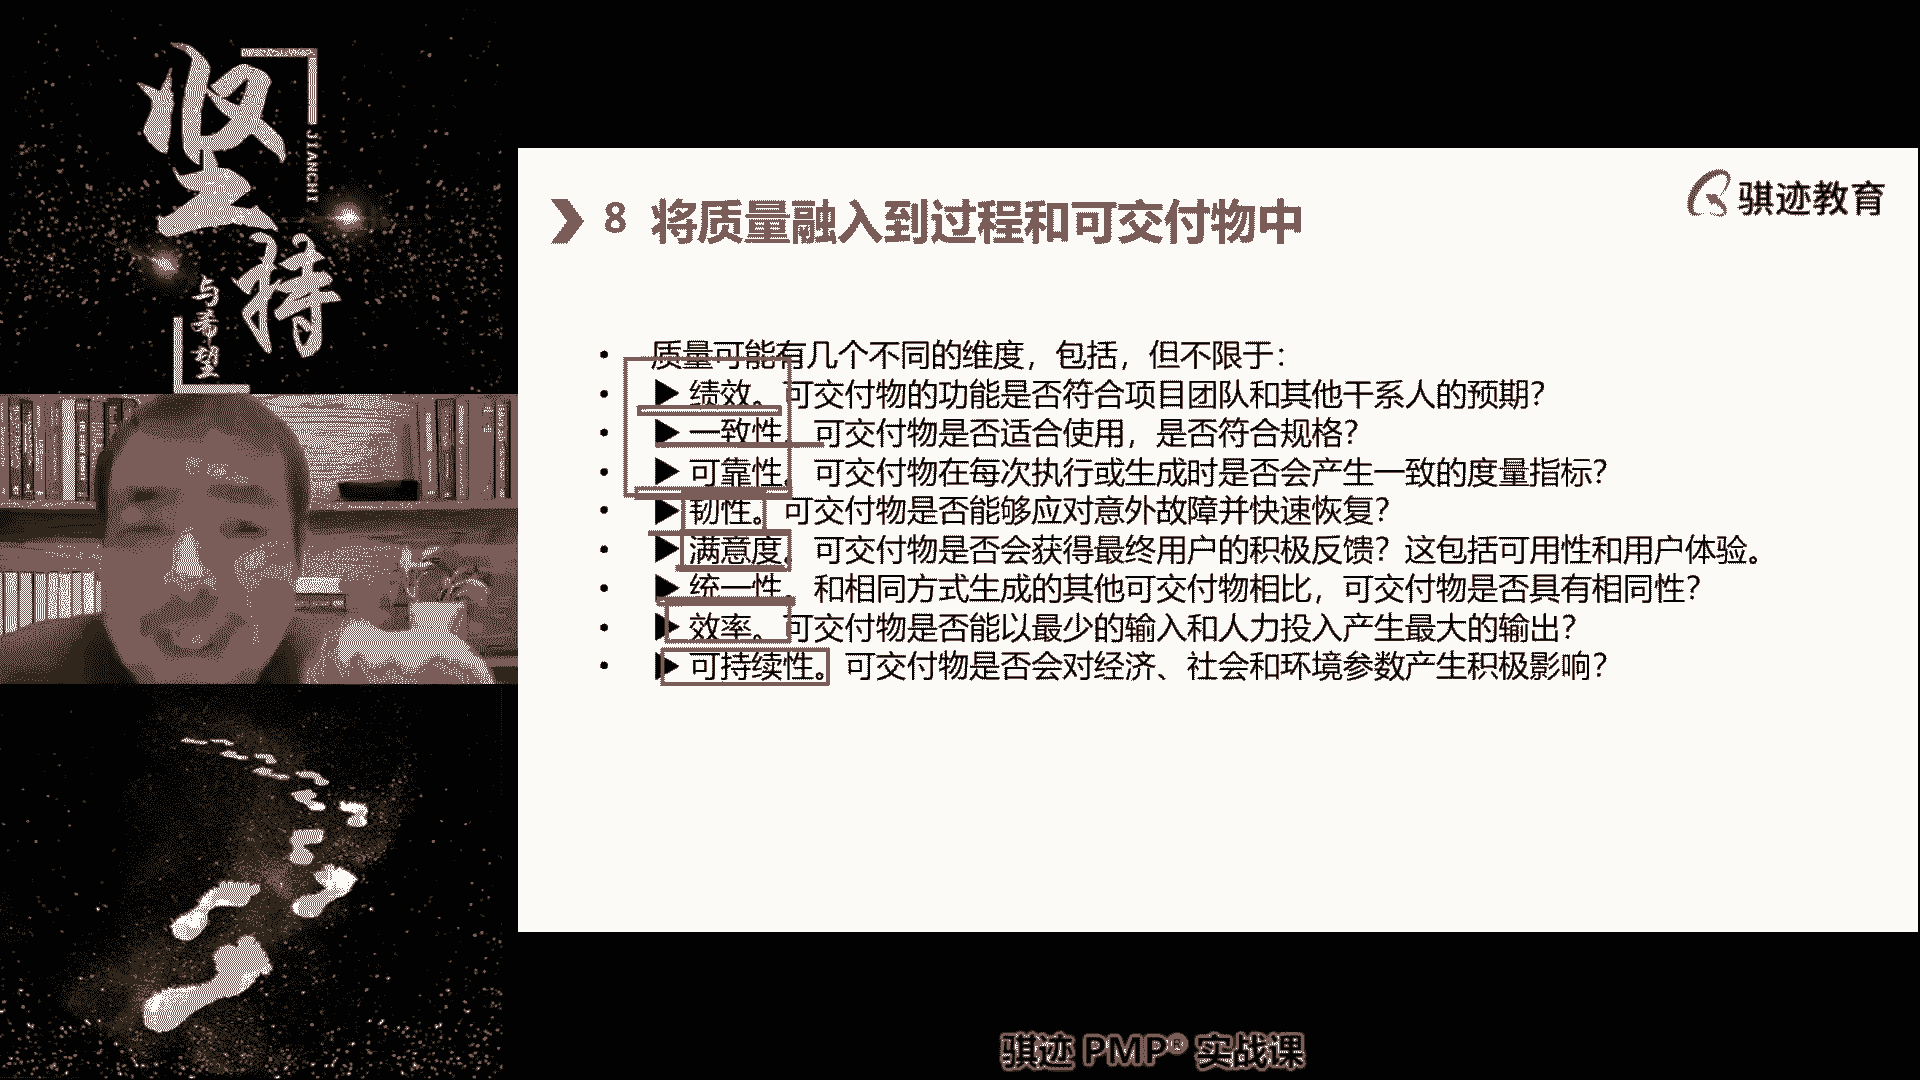 坚持
JIANCHI
与希望
骐迹教育
8 将质量融入到过程和可交付物中
• 质量可能有几个不同的维度，包括，但不限于：
• ▶ 绩效。可交付物的功能是否符合项目团队和其他干系人的预期？
• ▶ 一致性。可交付物是否适合使用，是否符合规格？
• ▶ 可靠性。可交付物在每次执行或生成时是否会产生一致的度量指标？
• ▶ 韧性。可交付物是否能够应对意外故障并快速恢复？
• ▶ 满意度。可交付物是否会获得最终用户的积极反馈？这包括可用性和用户体验。
• ▶ 统一性。和相同方式生成的其他可交付物相比，可交付物是否具有相同性？
• ▶ 效率。可交付物是否能以最少的输入和人力投入产生最大的输出？
• ▶ 可持续性。可交付物是否会对经济、社会和环境参数产生积极影响？
骐迹 PMP® 实战课